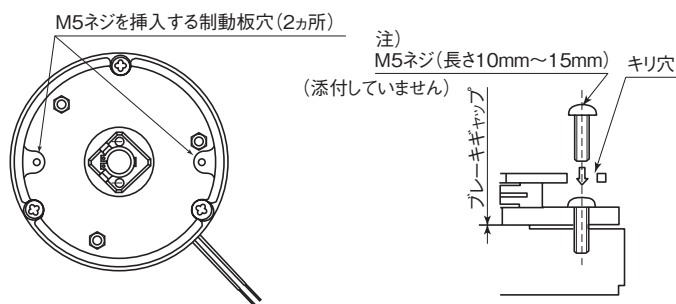 M5ネジを挿入する制動板穴(2ヵ所)
注)
M5ネジ(長さ10mm〜15mm)
(添付していません)
キリ穴
ブレーキギャップ